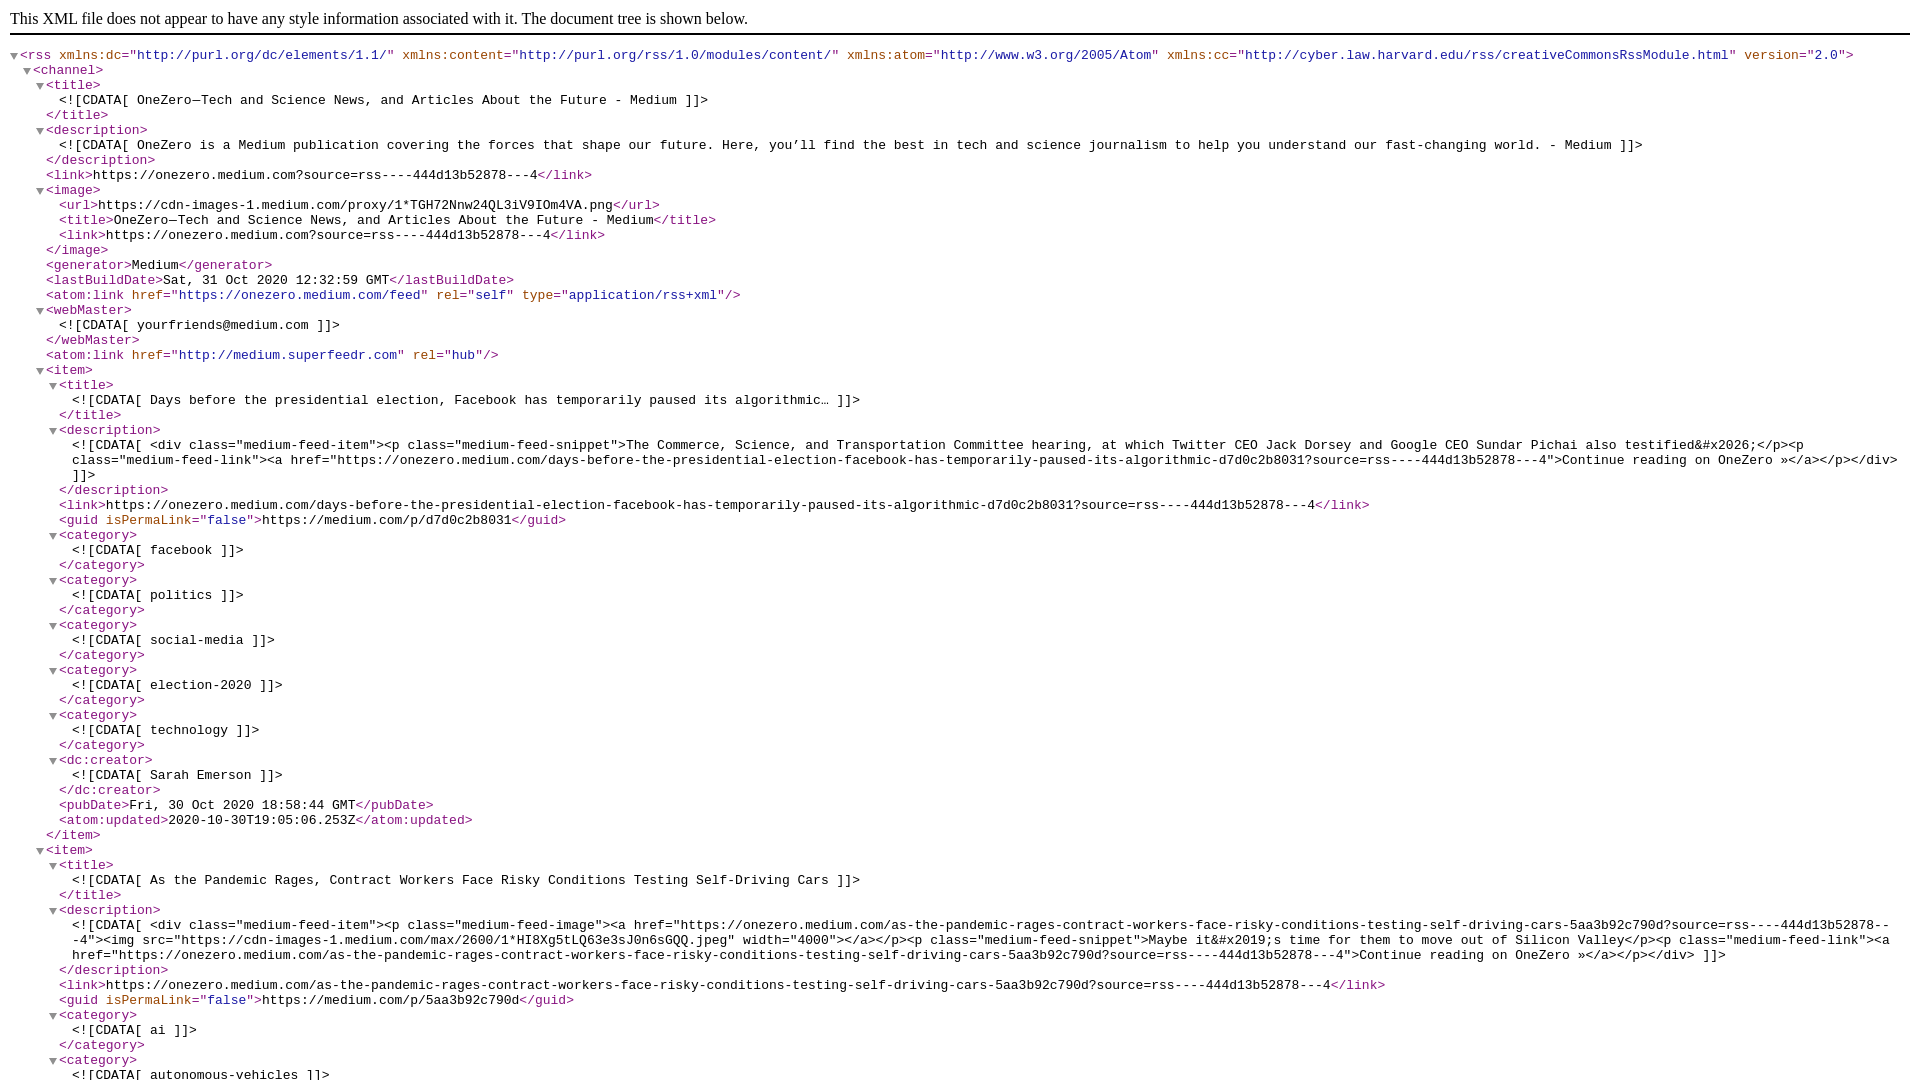 This XML file does not appear to have any style information associated with it. The document tree is shown below.
<rss xmlns:dc="http://purl.org/dc/elements/1.1/" xmlns:content="http://purl.org/rss/1.0/modules/content/" xmlns:atom="http://www.w3.org/2005/Atom" xmlns:cc="http://cyber.law.harvard.edu/rss/creativeCommonsRssModule.html" version="2.0">
<channel>
<title>
<![CDATA[ OneZero—Tech and Science News, and Articles About the Future - Medium ]]>
</title>
<description>
<![CDATA[ OneZero is a Medium publication covering the forces that shape our future. Here, you’ll find the best in tech and science journalism to help you understand our fast-changing world. - Medium ]]>
</description>
<link>https://onezero.medium.com?source=rss----444d13b52878---4</link>
<image>
<url>https://cdn-images-1.medium.com/proxy/1*TGH72Nnw24QL3iV9IOm4VA.png</url>
<title>OneZero—Tech and Science News, and Articles About the Future - Medium</title>
<link>https://onezero.medium.com?source=rss----444d13b52878---4</link>
</image>
<generator>Medium</generator>
<lastBuildDate>Sat, 31 Oct 2020 12:32:59 GMT</lastBuildDate>
<atom:link href="https://onezero.medium.com/feed" rel="self" type="application/rss+xml"/>
<webMaster>
<![CDATA[ yourfriends@medium.com ]]>
</webMaster>
<atom:link href="http://medium.superfeedr.com" rel="hub"/>
<item>
<title>
<![CDATA[ Days before the presidential election, Facebook has temporarily paused its algorithmic… ]]>
</title>
<description>
<![CDATA[ <div class="medium-feed-item"><p class="medium-feed-snippet">The Commerce, Science, and Transportation Committee hearing, at which Twitter CEO Jack Dorsey and Google CEO Sundar Pichai also testified&#x2026;</p><p
class="medium-feed-link"><a href="https://onezero.medium.com/days-before-the-presidential-election-facebook-has-temporarily-paused-its-algorithmic-d7d0c2b8031?source=rss----444d13b52878---4">Continue reading on OneZero »</a></p></div>
]]>
</description>
<link>https://onezero.medium.com/days-before-the-presidential-election-facebook-has-temporarily-paused-its-algorithmic-d7d0c2b8031?source=rss----444d13b52878---4</link>
<guid isPermaLink="false">https://medium.com/p/d7d0c2b8031</guid>
<category>
<![CDATA[ facebook ]]>
</category>
<category>
<![CDATA[ politics ]]>
</category>
<category>
<![CDATA[ social-media ]]>
</category>
<category>
<![CDATA[ election-2020 ]]>
</category>
<category>
<![CDATA[ technology ]]>
</category>
<dc:creator>
<![CDATA[ Sarah Emerson ]]>
</dc:creator>
<pubDate>Fri, 30 Oct 2020 18:58:44 GMT</pubDate>
<atom:updated>2020-10-30T19:05:06.253Z</atom:updated>
</item>
<item>
<title>
<![CDATA[ As the Pandemic Rages, Contract Workers Face Risky Conditions Testing Self-Driving Cars ]]>
</title>
<description>
<![CDATA[ <div class="medium-feed-item"><p class="medium-feed-image"><a href="https://onezero.medium.com/as-the-pandemic-rages-contract-workers-face-risky-conditions-testing-self-driving-cars-5aa3b92c790d?source=rss----444d13b52878--
-4"><img src="https://cdn-images-1.medium.com/max/2600/1*HI8Xg5tLQ63e3sJ0n6sGQQ.jpeg" width="4000"></a></p><p class="medium-feed-snippet">Maybe it&#x2019;s time for them to move out of Silicon Valley</p><p class="medium-feed-link"><a
href="https://onezero.medium.com/as-the-pandemic-rages-contract-workers-face-risky-conditions-testing-self-driving-cars-5aa3b92c790d?source=rss----444d13b52878---4">Continue reading on OneZero »</a></p></div> ]]>
</description>
<link>https://onezero.medium.com/as-the-pandemic-rages-contract-workers-face-risky-conditions-testing-self-driving-cars-5aa3b92c790d?source=rss----444d13b52878---4</link>
<guid isPermaLink="false">https://medium.com/p/5aa3b92c790d</guid>
<category>
<![CDATA[ ai ]]>
</category>
<category>
<![CDATA[ autonomous-vehicles ]]>